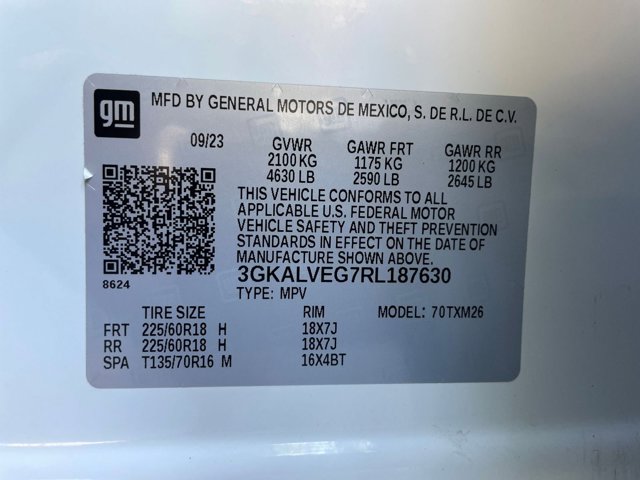 gm
MFD BY GENERAL MOTORS DE MEXICO, S. DE R.L. DE C.V.
09/23 GVWR GAWR FRT GAWR RR
2100 KG 1175 KG 1200 KG
4630 LB 2590 LB 2645 LB
THIS VEHICLE CONFORMS TO ALL
APPLICABLE U.S. FEDERAL MOTOR
VEHICLE SAFETY AND THEFT PREVENTION
STANDARDS IN EFFECT ON THE DATE OF
MANUFACTURE SHOWN ABOVE.
3GKALVEG7RL187630
8624
TYPE: MPV
TIRE SIZE RIM MODEL: 70TXM26
FRT 225/60R18 H 18X7J
RR 225/60R18 H 18X7J
SPA T135/70R16 M 16X4BT